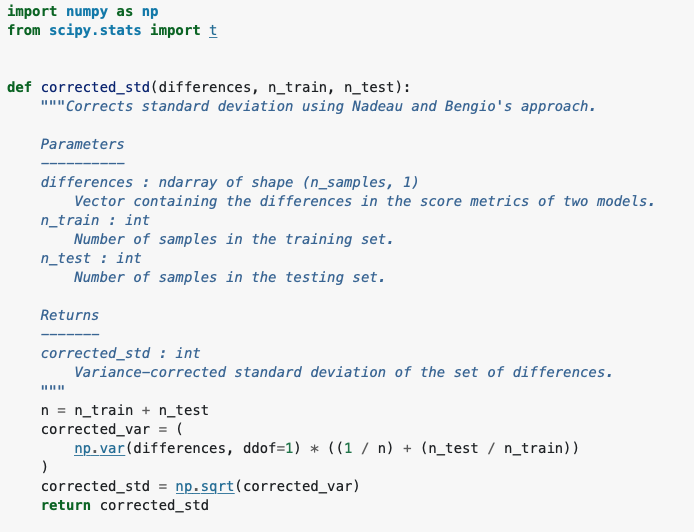 import numpy as np
from scipy.stats import t
def corrected_std(differences, n_train, n_test):
"""Corrects standard deviation using Nadeau and Bengio's approach.
Parameters
----------
differences : ndarray of shape (n_samples, 1)
Vector containing the differences in the score metrics of two models.
n_train : int
Number of samples in the training set.
n_test : int
Number of samples in the testing set.
Returns
-------
corrected_std : int
Variance-corrected standard deviation of the set of differences.
"""
n = n_train + n_test
corrected_var = (
np.var(differences, ddof=1) * ((1 / n) + (n_test / n_train))
)
corrected_std = np.sqrt(corrected_var)
return corrected_std